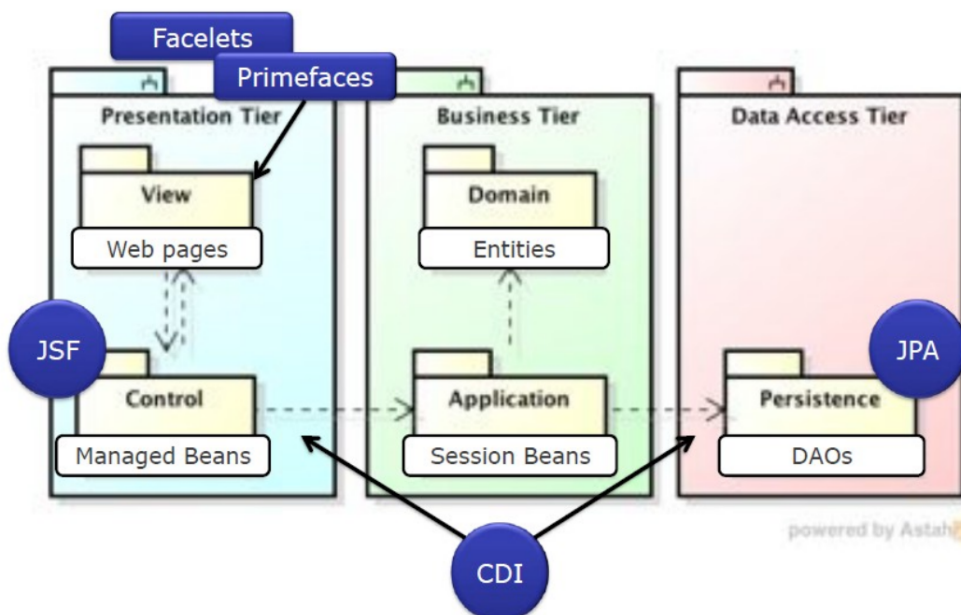 Facelets
Primefaces
Presentation Tier
Business Tier
Data Access Tier
View
Domain
Web pages
Entities
JSF
JPA
Control
Application
Persistence
Managed Beans
Session Beans
DAOs
powered by Astah
CDI